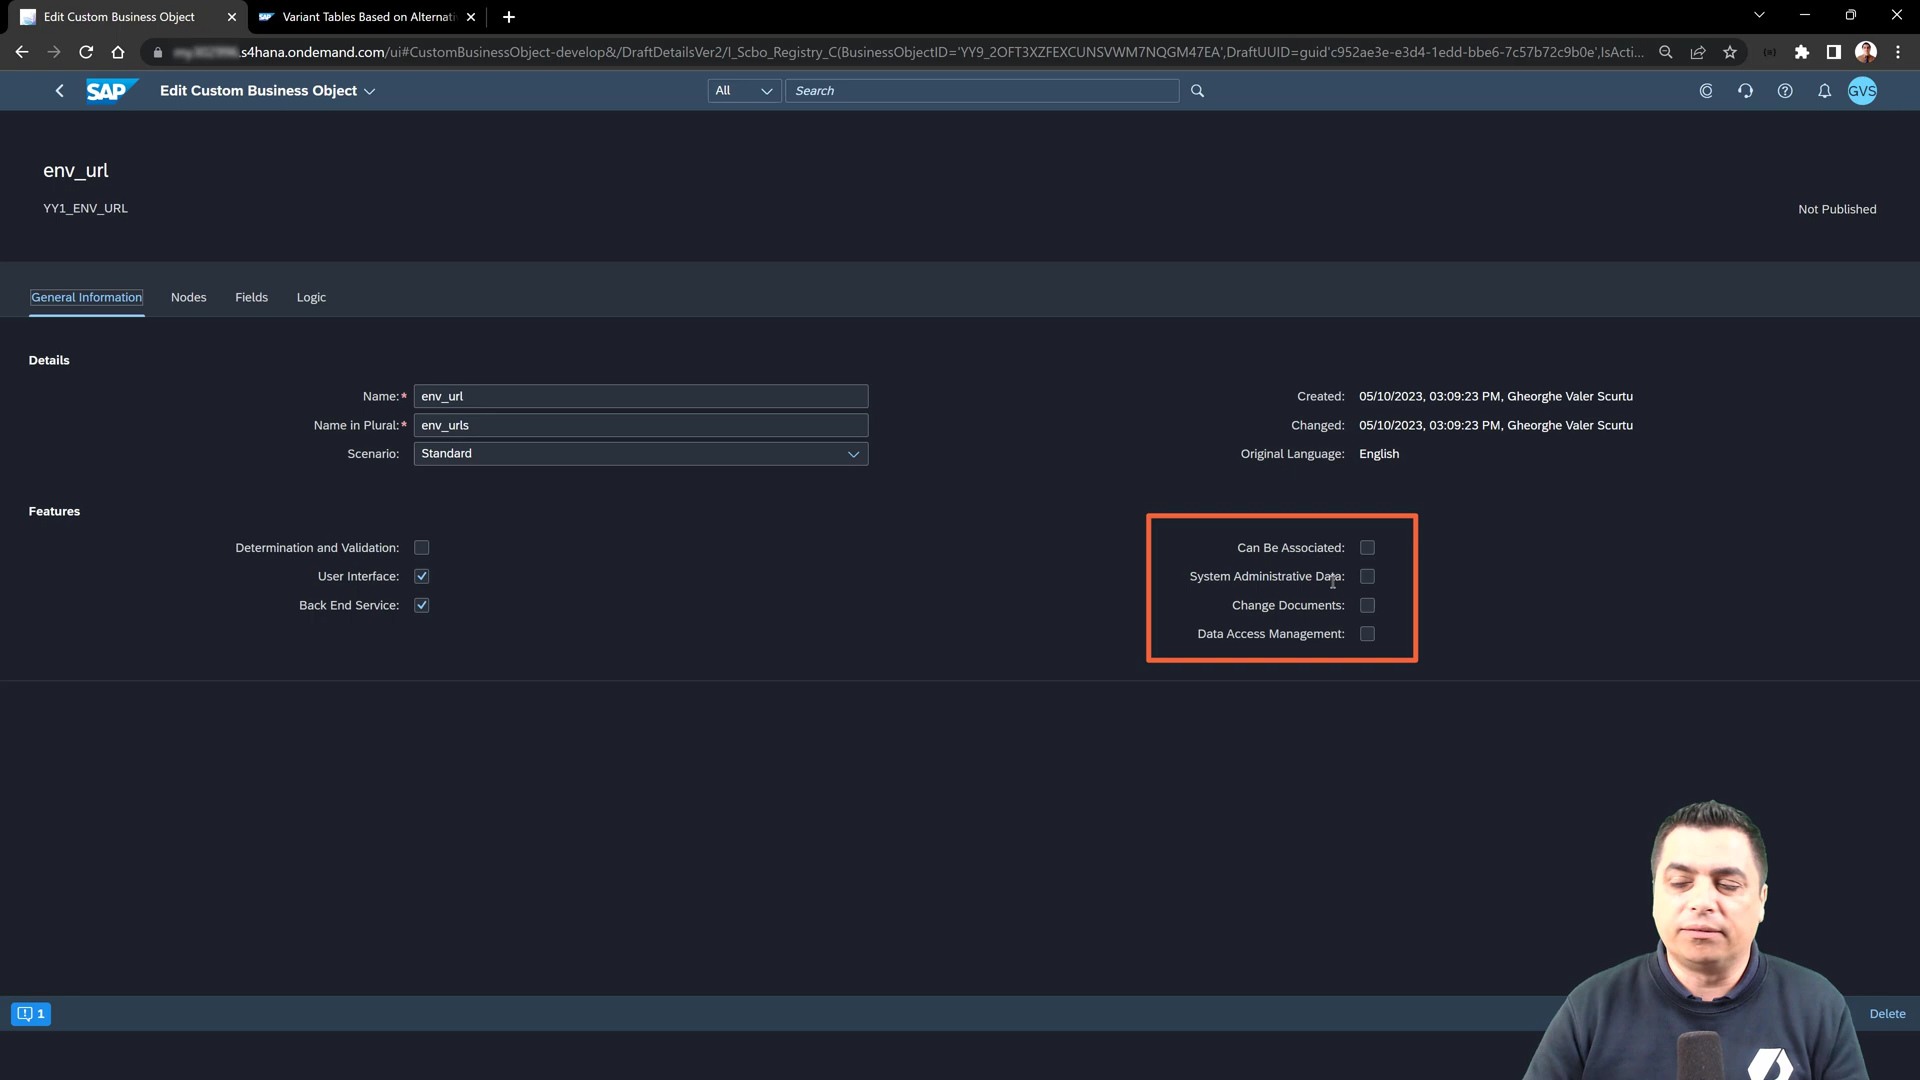 Edit Custom Business Object
Variant Tables Based on Alternati
.s4hana.ondemand.com/ui#CustomBusinessObject-develop&/DraftDetailsVer2/I_Scbo_Registry_C(BusinessObjectID='YY9_2OFT3XZFEXCUNSVWM7NQGM47EA',DraftUUID=guid'c952ae3e-e3d4-1edd-bbe6-7c57b72c9b0e',IsActi...
SAP
Edit Custom Business Object
All
Search
GVS
env_url
YY1_ENV_URL
Not Published
General Information
Nodes
Fields
Logic
Details
Name:* env_url
Created: 05/10/2023, 03:09:23 PM, Gheorghe Valer Scurtu
Name in Plural:* env_urls
Changed: 05/10/2023, 03:09:23 PM, Gheorghe Valer Scurtu
Scenario: Standard
Original Language: English
Features
Determination and Validation:
Can Be Associated:
User Interface:
System Administrative Data:
Back End Service:
Change Documents:
Data Access Management:
1
Delete